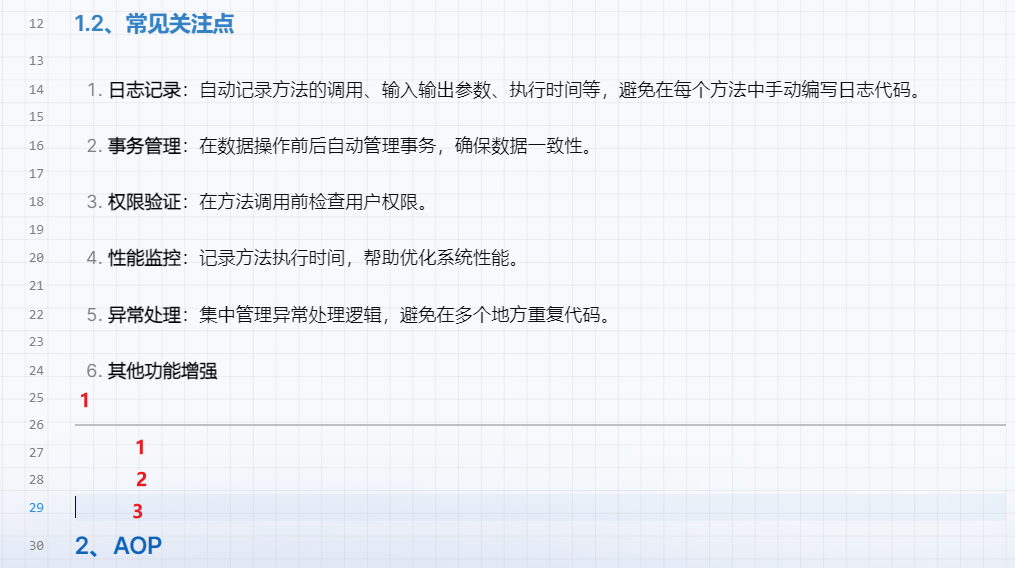 12 1.2、常见关注点
13
14 1. 日志记录：自动记录方法的调用、输入输出参数、执行时间等，避免在每个方法中手动编写日志代码。
15
16 2. 事务管理：在数据操作前后自动管理事务，确保数据一致性。
17
18 3. 权限验证：在方法调用前检查用户权限。
19
20 4. 性能监控：记录方法执行时间，帮助优化系统性能。
21
22 5. 异常处理：集中管理异常处理逻辑，避免在多个地方重复代码。
23
24 6. 其他功能增强
25 1
26
27 1
28 2
29 3
30 2、AOP